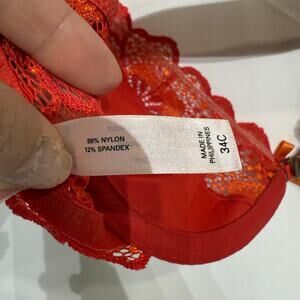 88% NYLON
12% SPANDEX
MADE IN
PHILIPPINES
34C